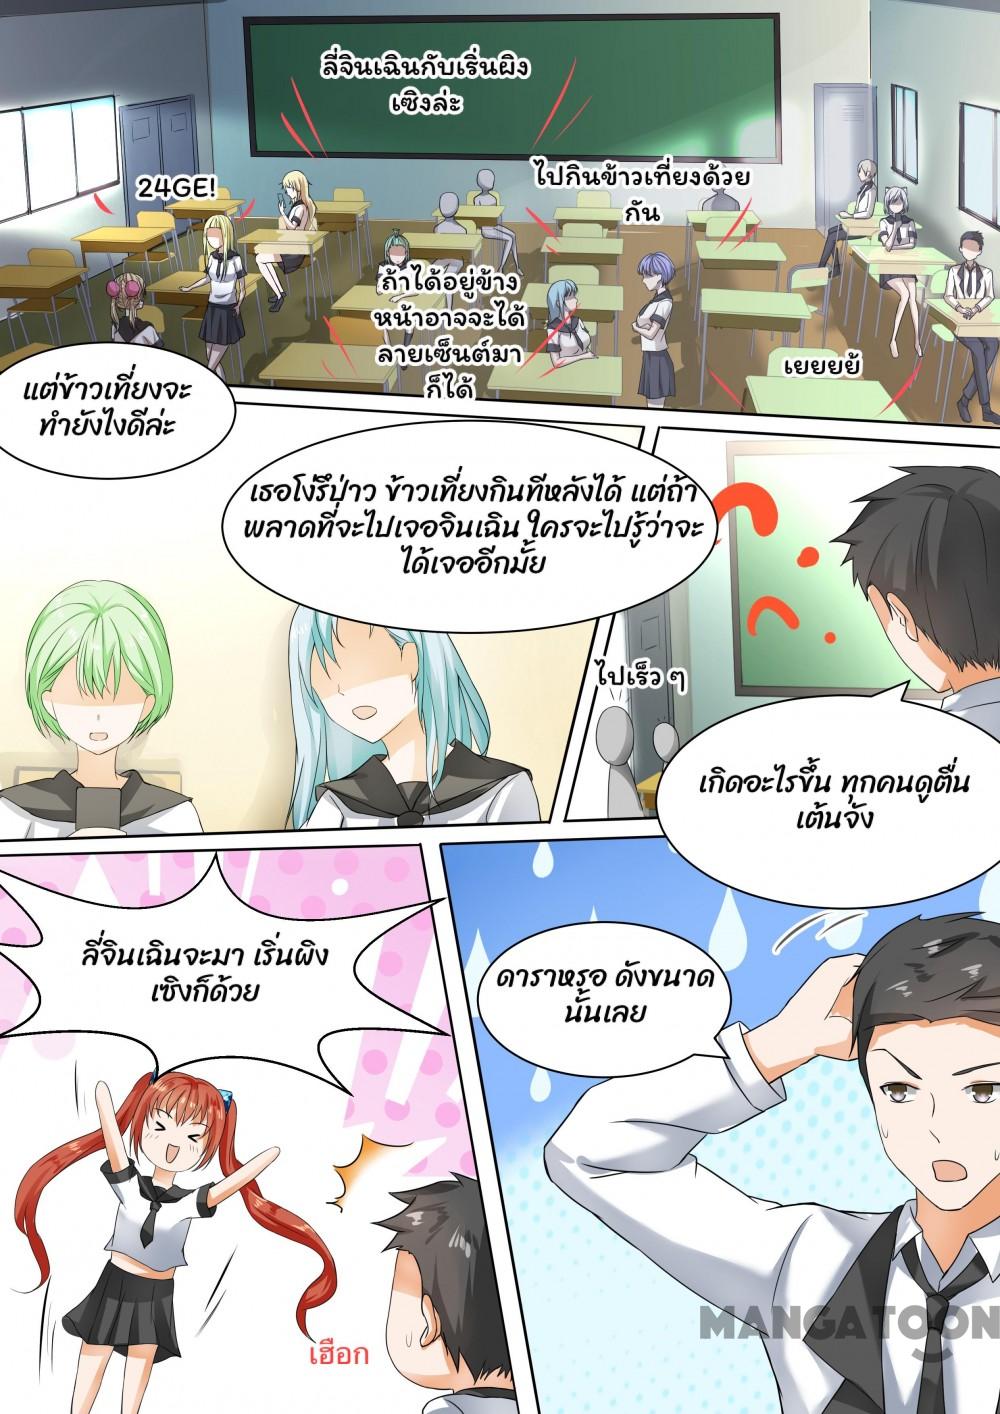 ลี่จินเฉินกับเริ่นผิง
เซิงล่ะ
24GE!
ไปกินข้าวเที่ยงด้วย
กัน
ถ้าได้อยู่ข้าง
หน้าอาจจะได้
ลายเซ็นต์มา
ก็ได้
เยยยย้
แต่ข้าวเที่ยงจะ
ทำยังไงดีล่ะ
เธอโง่รึป่าว ข้าวเที่ยงกินทีหลังได้ แต่ถ้า
พลาดที่จะไปเจอจินเฉิน ใครจะไปรู้ว่าจะ
ได้เจออีกมั้ย
ไปเร็ว ๆ
เกิดอะไรขึ้น ทุกคนดูตื่น
เต้นจัง
ลี่จินเฉินจะมา เริ่นผิง
เซิงก็ด้วย
ดาราหรอ ดังขนาด
นั้นเลย
เฮือก
MANGATOON